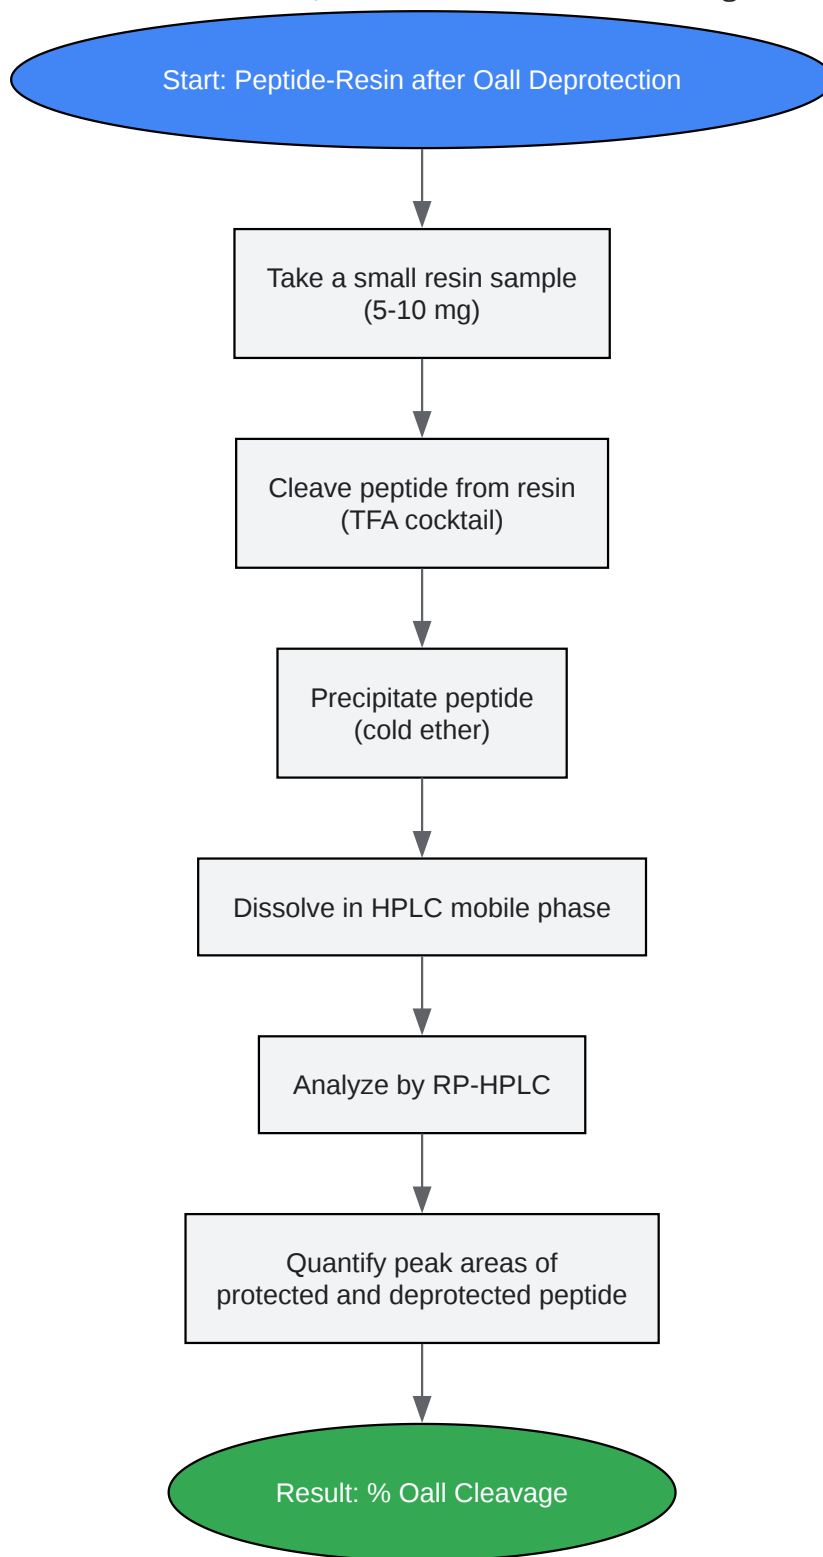 Start: Peptide-Resin after Oall Deprotection
Take a small resin sample
(5-10 mg)
Cleave peptide from resin
(TFA cocktail)
Precipitate peptide
(cold ether)
Dissolve in HPLC mobile phase
Analyze by RP-HPLC
Quantify peak areas of
protected and deprotected peptide
Result: % Oall Cleavage